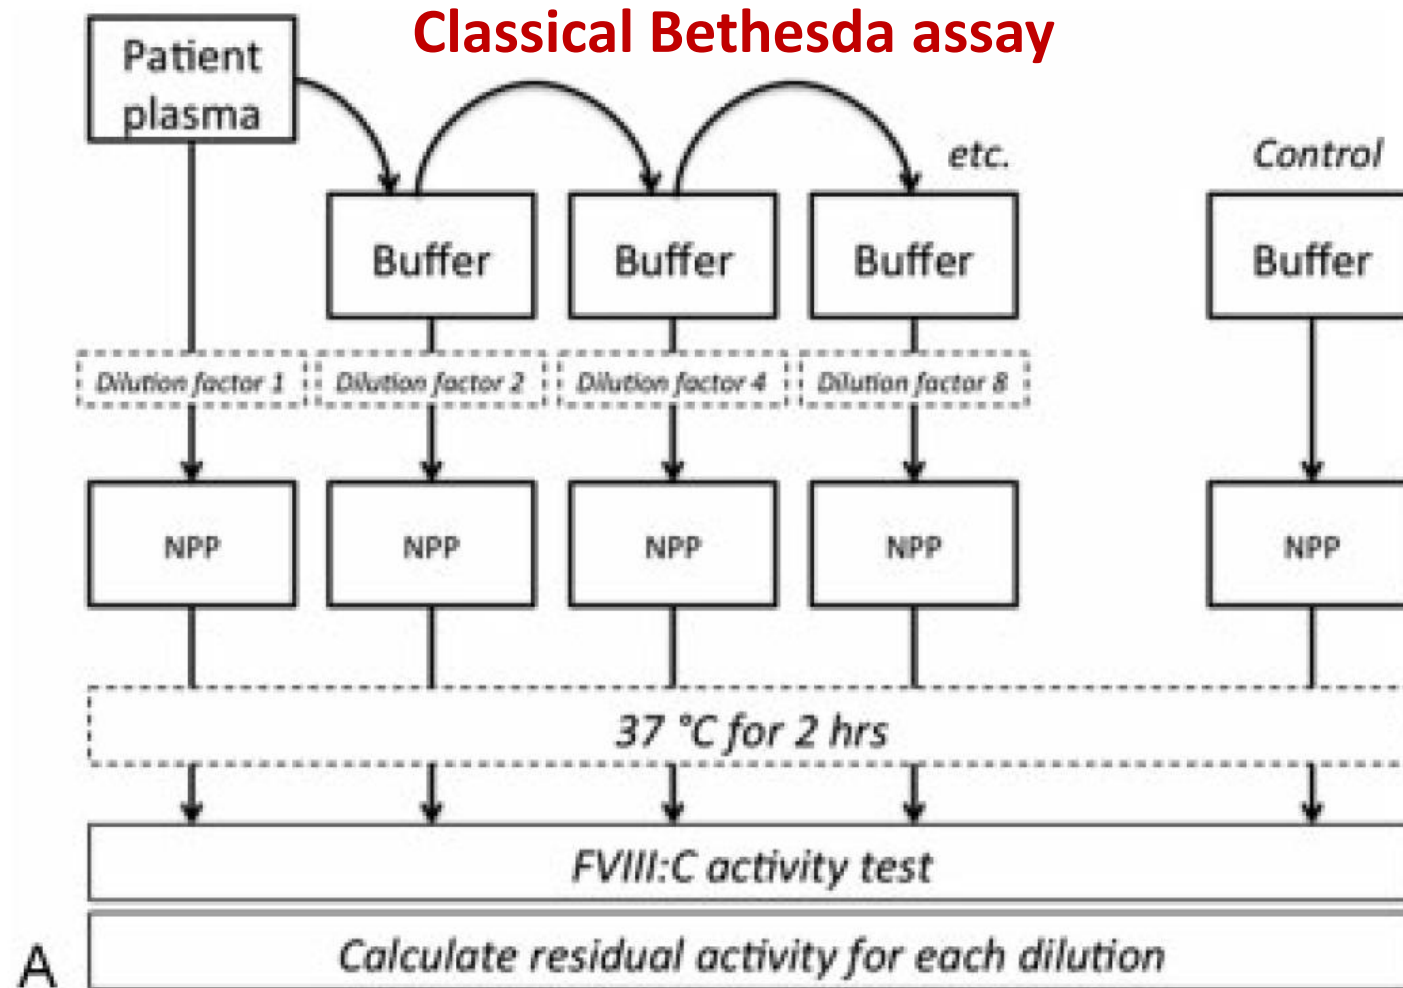 Classical Bethesda assay
Patient
plasma
etc.
Control
Buffer
Buffer
Buffer
Buffer
Dilution factor 1
Dilution factor 2
Dilution factor 4
Dilution factor 8
NPP
NPP
NPP
NPP
NPP
37 °C for 2 hrs
FVIII:C activity test
Calculate residual activity for each dilution
A